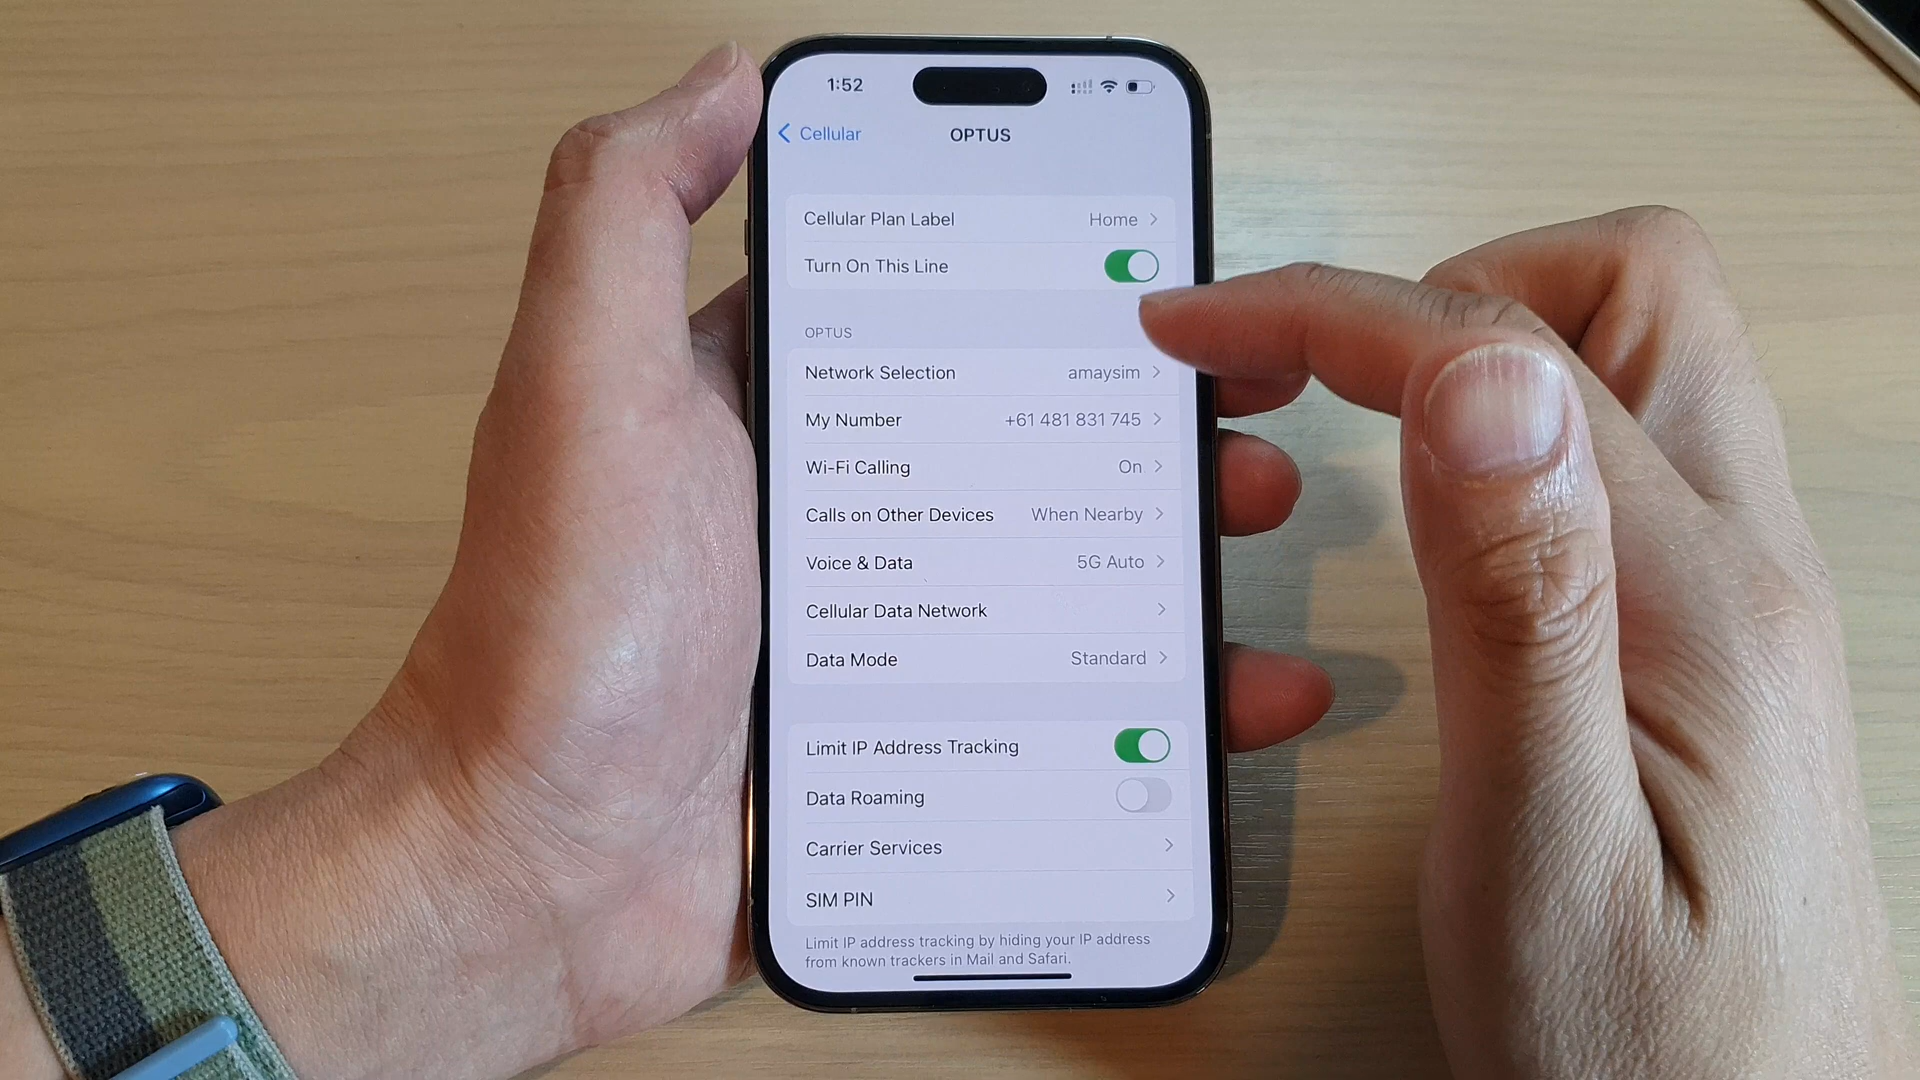 1:52
Cellular OPTUS
Cellular Plan Label Home
Turn On This Line
OPTUS
Network Selection amaysim
My Number +61 481 831 745
Wi-Fi Calling On
Calls on Other Devices When Nearby
Voice & Data 5G Auto
Cellular Data Network
Data Mode Standard
Limit IP Address Tracking
Data Roaming
Carrier Services
SIM PIN
Limit IP address tracking by hiding your IP address
from known trackers in Mail and Safari.